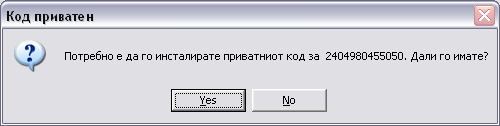 Код приватен
Потребно е да го инсталирате приватниот код за 2404980455050. Дали го имате?
Yes
No